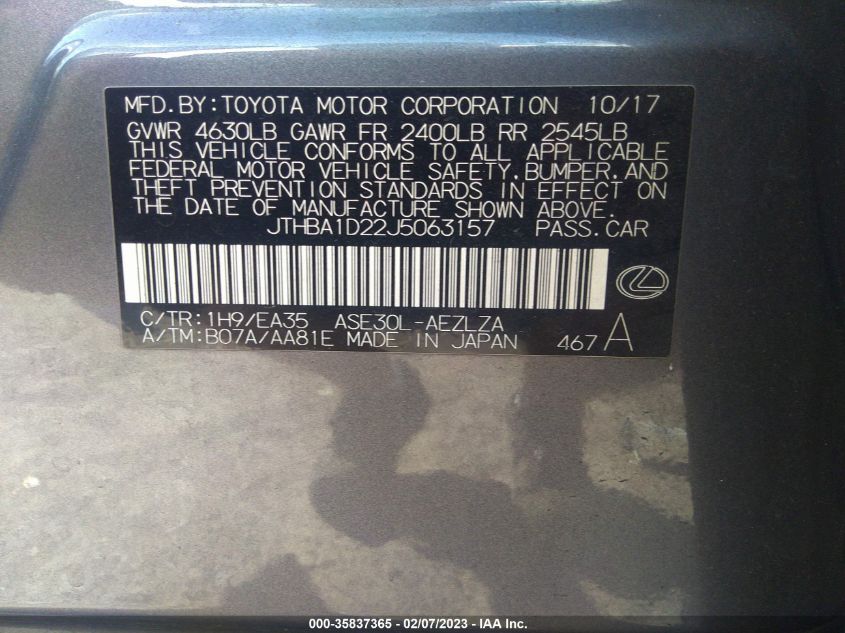 MFD.BY:TOYOTA MOTOR CORPORATION 10/17
GVWR 4630LB GAWR FR 2400LB RR 2545LB
THIS VEHICLE CONFORMS TO ALL APPLICABLE
FEDERAL MOTOR VEHICLE SAFETY.BUMPER.AND
THEFT PREVENTION STANDARDS IN EFFECT ON
THE DATE OF MANUFACTURE SHOWN ABOVE.
JTHBA1D22J5063157 PASS.CAR
C/TR:1H9/EA35 ASE30L-AEZLZA
A/TM:B07A/AA81E MADE IN JAPAN 467 A
000-35837365 — 02/07/2023 — IAA Inc.